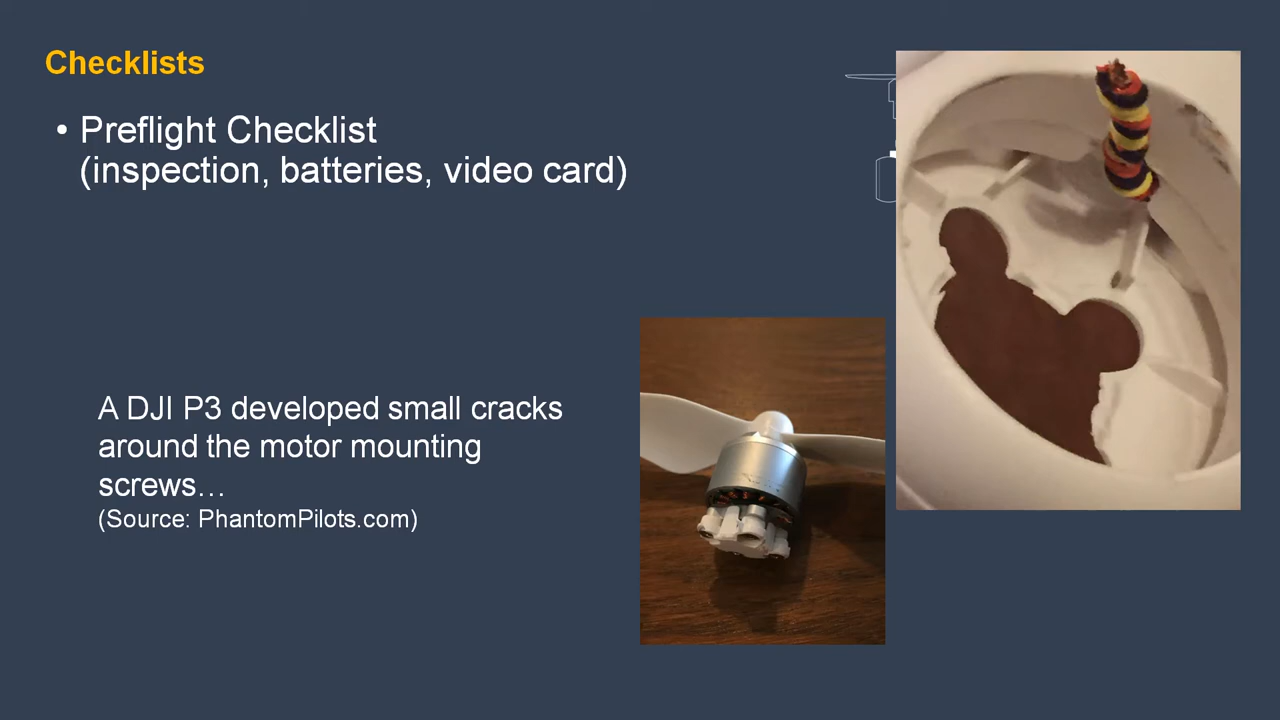 Checklists
• Preflight Checklist
(inspection, batteries, video card)
A DJI P3 developed small cracks
around the motor mounting
screws…
(Source: PhantomPilots.com)